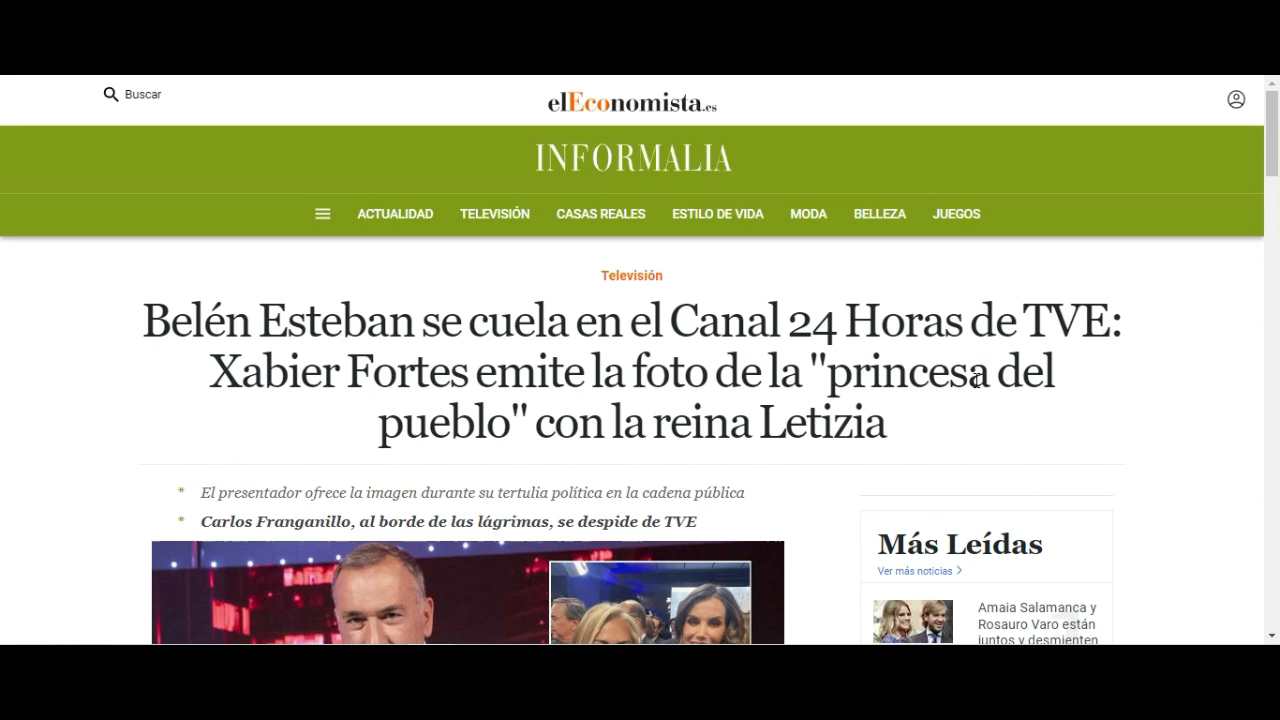 Buscar
elEconomista.es
INFORMALIA
ACTUALIDAD TELEVISIÓN CASAS REALES ESTILO DE VIDA MODA BELLEZA JUEGOS
Televisión
Belén Esteban se cuela en el Canal 24 Horas de TVE:
Xabier Fortes emite la foto de la "princesa del
pueblo" con la reina Letizia
* El presentador ofrece la imagen durante su tertulia política en la cadena pública
* Carlos Franganillo, al borde de las lágrimas, se despide de TVE
Más Leídas
Ver más noticias >
Amaia Salamanca y
Rosauro Varo están
juntos y desmienten